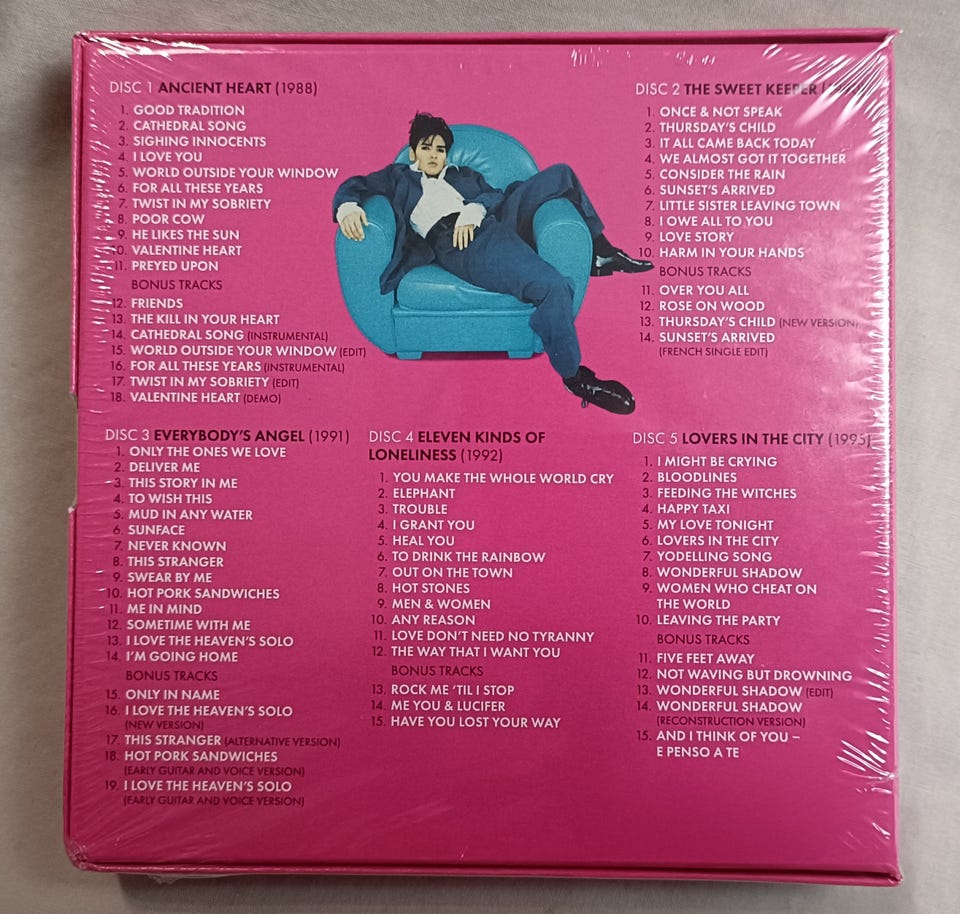 DISC 1 ANCIENT HEART (1988)
1. GOOD TRADITION
2. CATHEDRAL SONG
3. SIGHING INNOCENTS
4. I LOVE YOU
5. WORLD OUTSIDE YOUR WINDOW
6. FOR ALL THESE YEARS
7. TWIST IN MY SOBRIETY
8. POOR COW
9. HE LIKES THE SUN
10. VALENTINE HEART
11. PREYED UPON
BONUS TRACKS
12. FRIENDS
13. THE KILL IN YOUR HEART
14. CATHEDRAL SONG (INSTRUMENTAL)
15. WORLD OUTSIDE YOUR WINDOW (EDIT)
16. FOR ALL THESE YEARS (INSTRUMENTAL)
17. TWIST IN MY SOBRIETY (EDIT)
18. VALENTINE HEART (DEMO)
DISC 2 THE SWEET KEEPER
1. ONCE & NOT SPEAK
2. THURSDAY'S CHILD
3. IT ALL CAME BACK TODAY
4. WE ALMOST GOT IT TOGETHER
5. CONSIDER THE RAIN
6. SUNSET'S ARRIVED
7. LITTLE SISTER LEAVING TOWN
8. I OWE ALL TO YOU
9. LOVE STORY
10. HARM IN YOUR HANDS
BONUS TRACKS
11. OVER YOU ALL
12. ROSE ON WOOD
13. THURSDAY'S CHILD (NEW VERSION)
14. SUNSET'S ARRIVED
(FRENCH SINGLE EDIT)
DISC 3 EVERYBODY'S ANGEL (1991)
1. ONLY THE ONES WE LOVE
2. DELIVER ME
3. THIS STORY IN ME
4. TO WISH THIS
5. MUD IN ANY WATER
6. SUNFACE
7. NEVER KNOWN
8. THIS STRANGER
9. SWEAR BY ME
10. HOT PORK SANDWICHES
11. ME IN MIND
12. SOMETIME WITH ME
13. I LOVE THE HEAVEN'S SOLO
14. I'M GOING HOME
BONUS TRACKS
15. ONLY IN NAME
16. I LOVE THE HEAVEN'S SOLO
(NEW VERSION)
17. THIS STRANGER (ALTERNATIVE VERSION)
18. HOT PORK SANDWICHES
(EARLY GUITAR AND VOICE VERSION)
19. I LOVE THE HEAVEN'S SOLO
(EARLY GUITAR AND VOICE VERSION)
DISC 4 ELEVEN KINDS OF
LONELINESS (1992)
1. YOU MAKE THE WHOLE WORLD CRY
2. ELEPHANT
3. TROUBLE
4. I GRANT YOU
5. HEAL YOU
6. TO DRINK THE RAINBOW
7. OUT ON THE TOWN
8. HOT STONES
9. MEN & WOMEN
10. ANY REASON
11. LOVE DON'T NEED NO TYRANNY
12. THE WAY THAT I WANT YOU
BONUS TRACKS
13. ROCK ME 'TIL I STOP
14. ME YOU & LUCIFER
15. HAVE YOU LOST YOUR WAY
DISC 5 LOVERS IN THE CITY (1995)
1. I MIGHT BE CRYING
2. BLOODLINES
3. FEEDING THE WITCHES
4. HAPPY TAXI
5. MY LOVE TONIGHT
6. LOVERS IN THE CITY
7. YODELLING SONG
8. WONDERFUL SHADOW
9. WOMEN WHO CHEAT ON
THE WORLD
10. LEAVING THE PARTY
BONUS TRACKS
11. FIVE FEET AWAY
12. NOT WAVING BUT DROWNING
13. WONDERFUL SHADOW (EDIT)
14. WONDERFUL SHADOW
(RECONSTRUCTION VERSION)
15. AND I THINK OF YOU –
E PENSO A TE